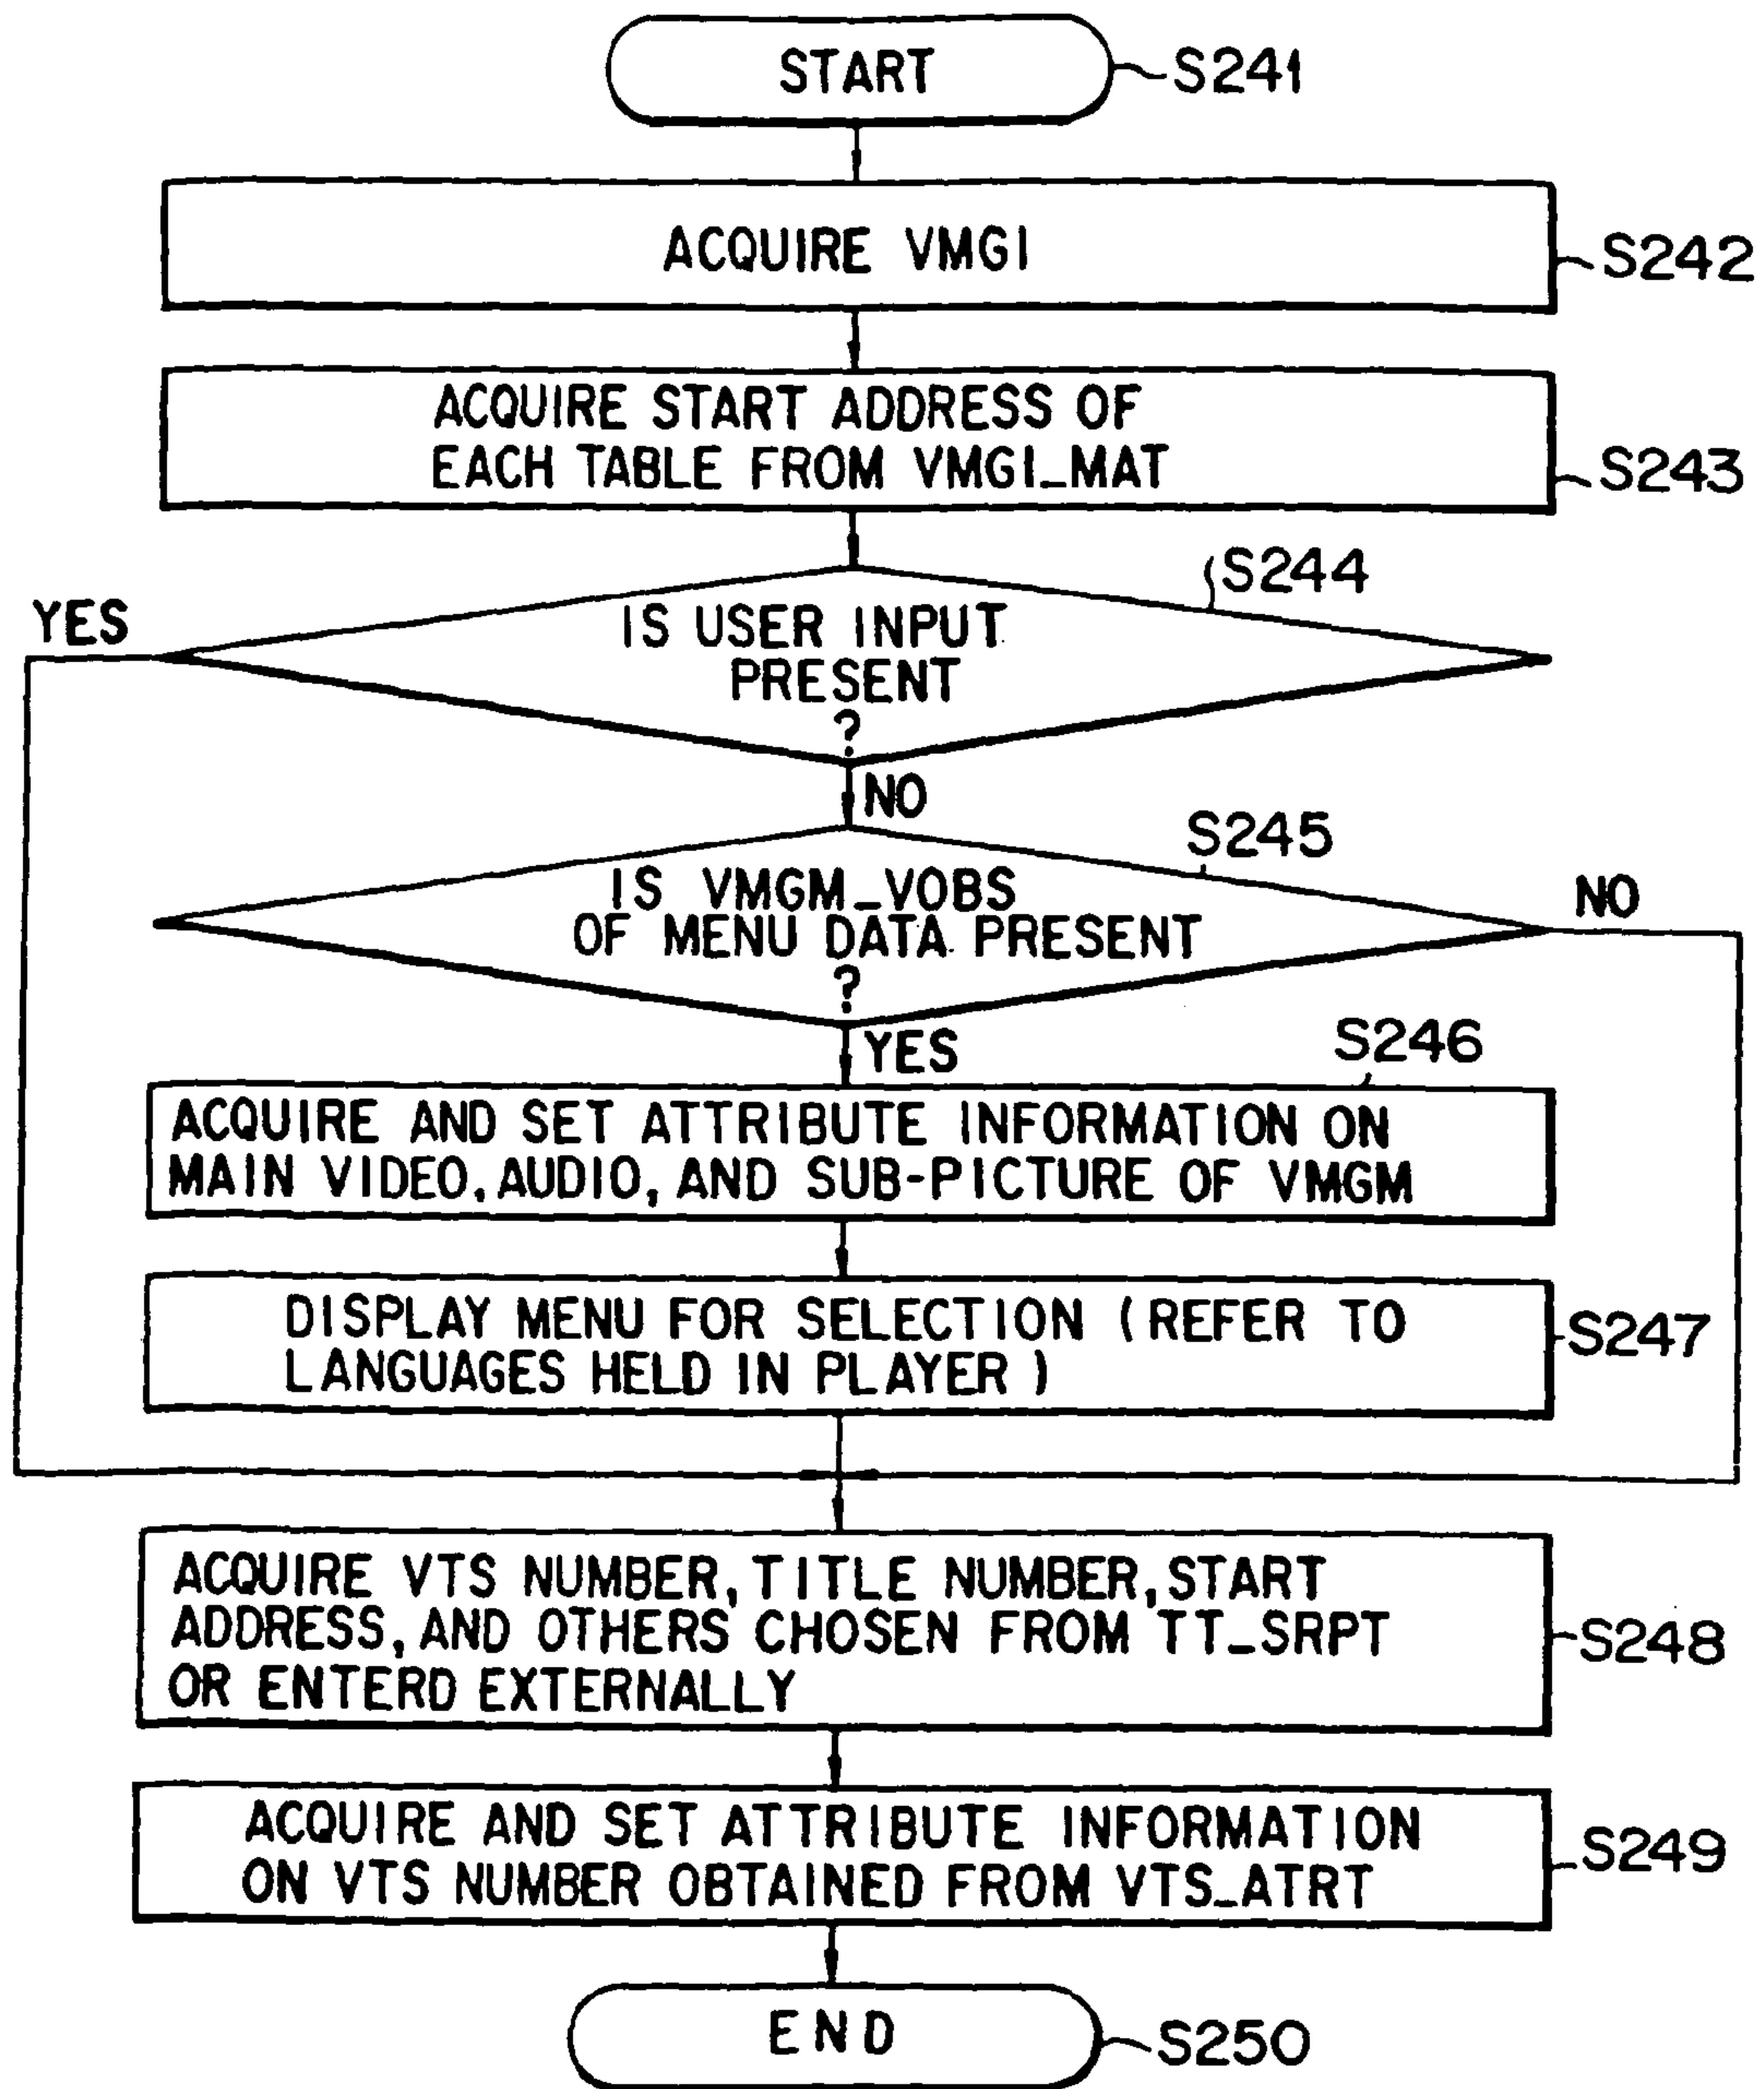 START
S241
ACQUIRE VMGI
S242
ACQUIRE START ADDRESS OF
EACH TABLE FROM VMGI_MAT
S243
S244
YES
IS USER INPUT
PRESENT
?
NO
S245
IS VMGM_VOBS
OF MENU DATA PRESENT
?
NO
YES
S246
ACQUIRE AND SET ATTRIBUTE INFORMATION ON
MAIN VIDEO, AUDIO, AND SUB-PICTURE OF VMGM
DISPLAY MENU FOR SELECTION (REFER TO
LANGUAGES HELD IN PLAYER)
S247
ACQUIRE VTS NUMBER, TITLE NUMBER, START
ADDRESS, AND OTHERS CHOSEN FROM TT_SRPT
OR ENTERD EXTERNALLY
S248
ACQUIRE AND SET ATTRIBUTE INFORMATION
ON VTS NUMBER OBTAINED FROM VTS_ATRT
S249
END
S250